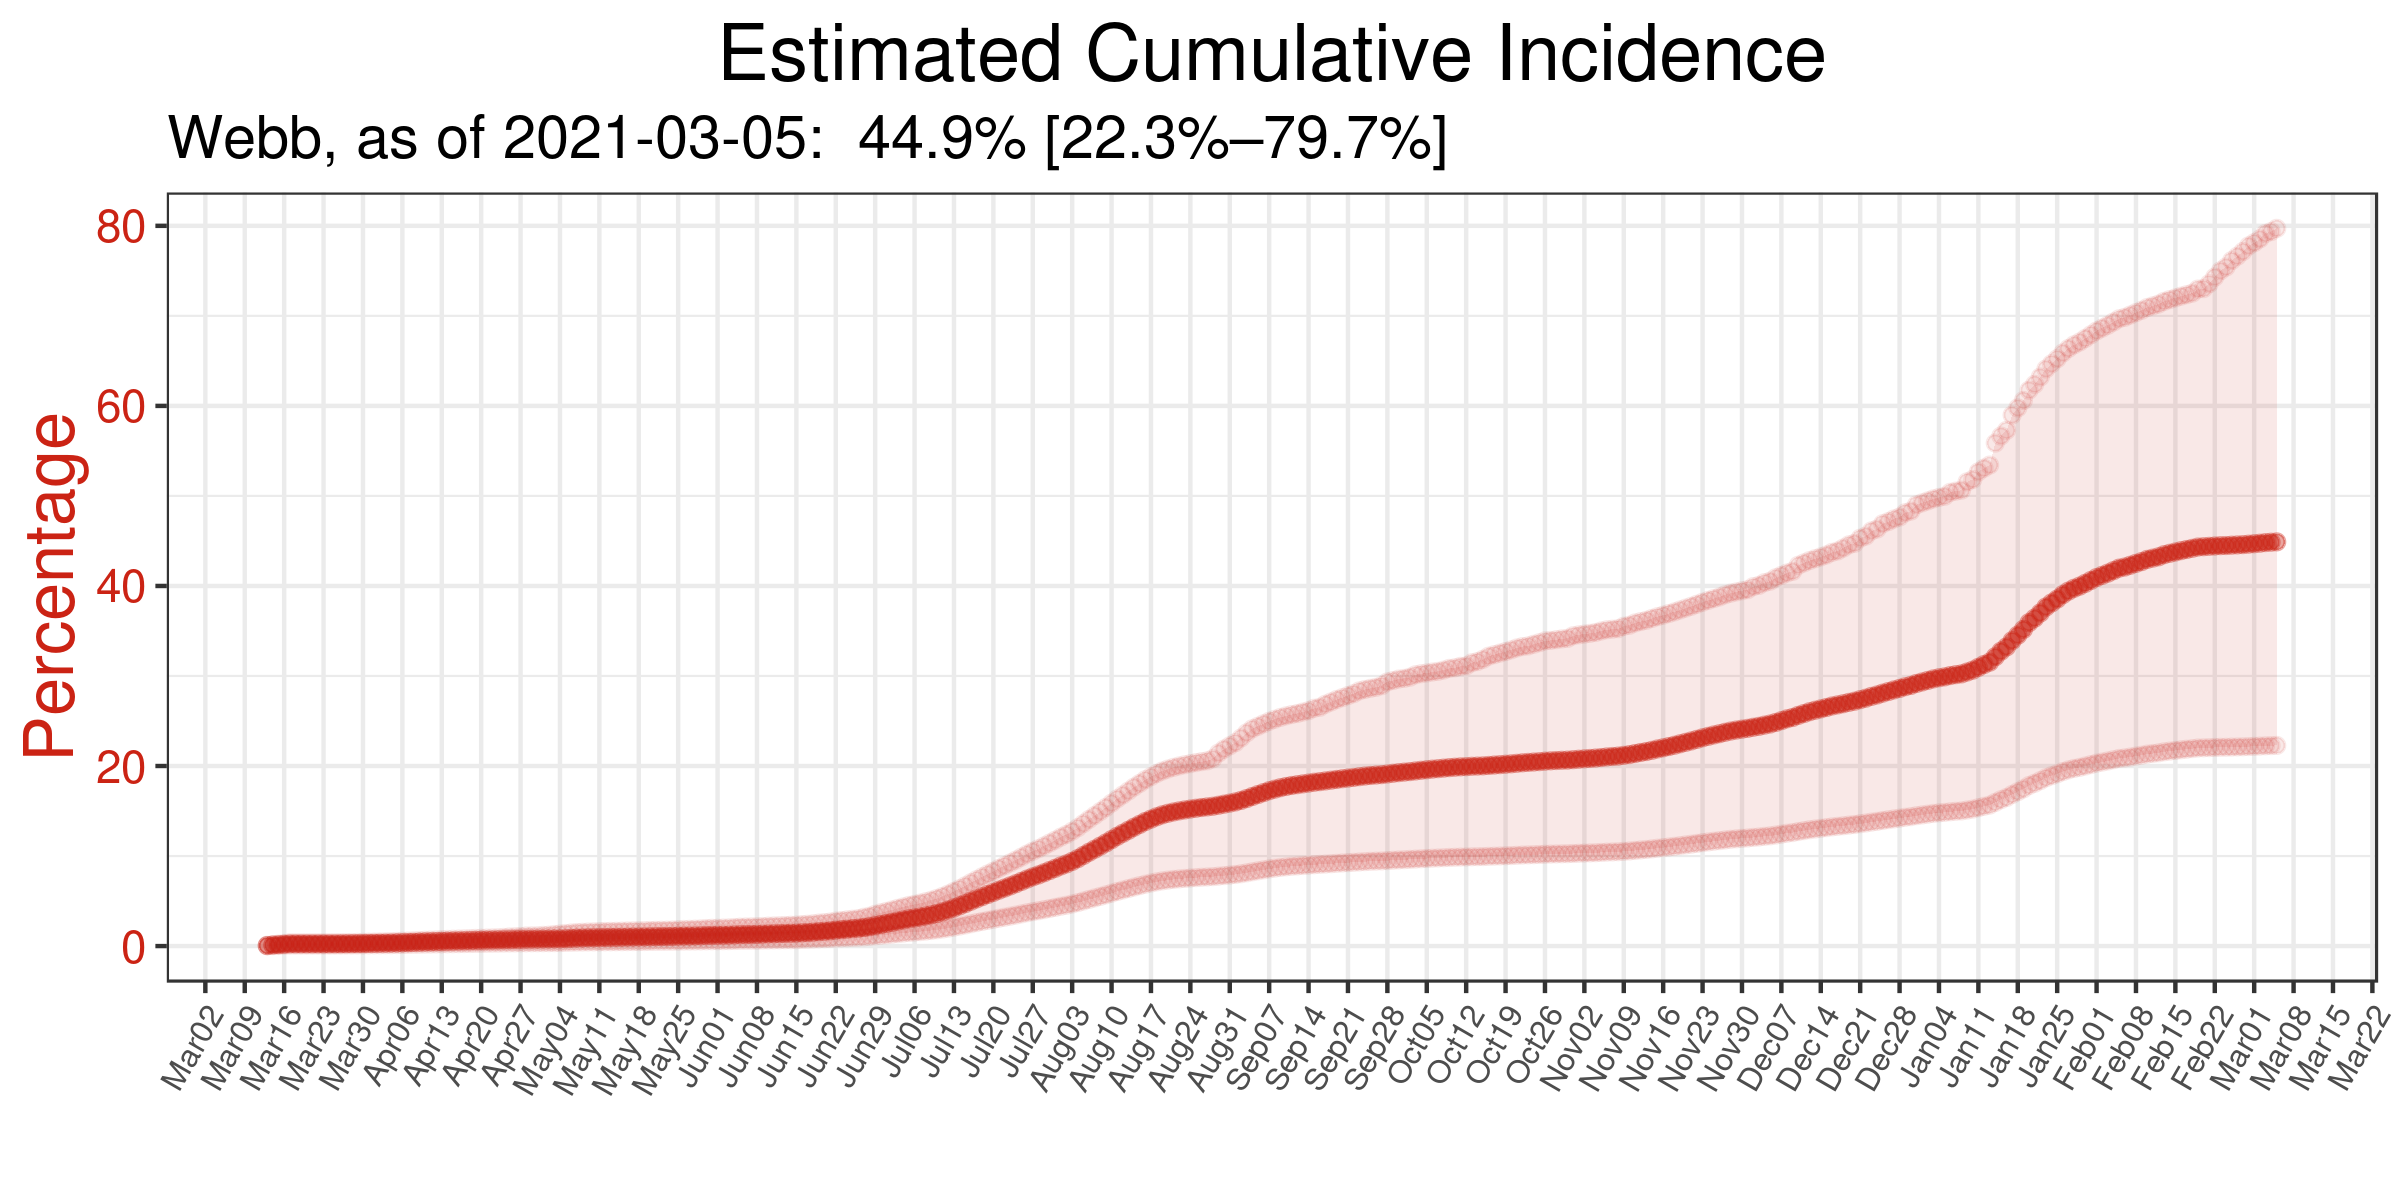 Estimated Cumulative Incidence
Webb, as of 2021-03-05:  44.9% [22.3%–79.7%]
Percentage
80
60
40
20
0
Mar02
Mar09
Mar16
Mar23
Mar30
Apr06
Apr13
Apr20
Apr27
May04
May11
May18
May25
Jun01
Jun08
Jun15
Jun22
Jun29
Jul06
Jul13
Jul20
Jul27
Aug03
Aug10
Aug17
Aug24
Aug31
Sep07
Sep14
Sep21
Sep28
Oct05
Oct12
Oct19
Oct26
Nov02
Nov09
Nov16
Nov23
Nov30
Dec07
Dec14
Dec21
Dec28
Jan04
Jan11
Jan18
Jan25
Feb01
Feb08
Feb15
Feb22
Mar01
Mar08
Mar15
Mar22